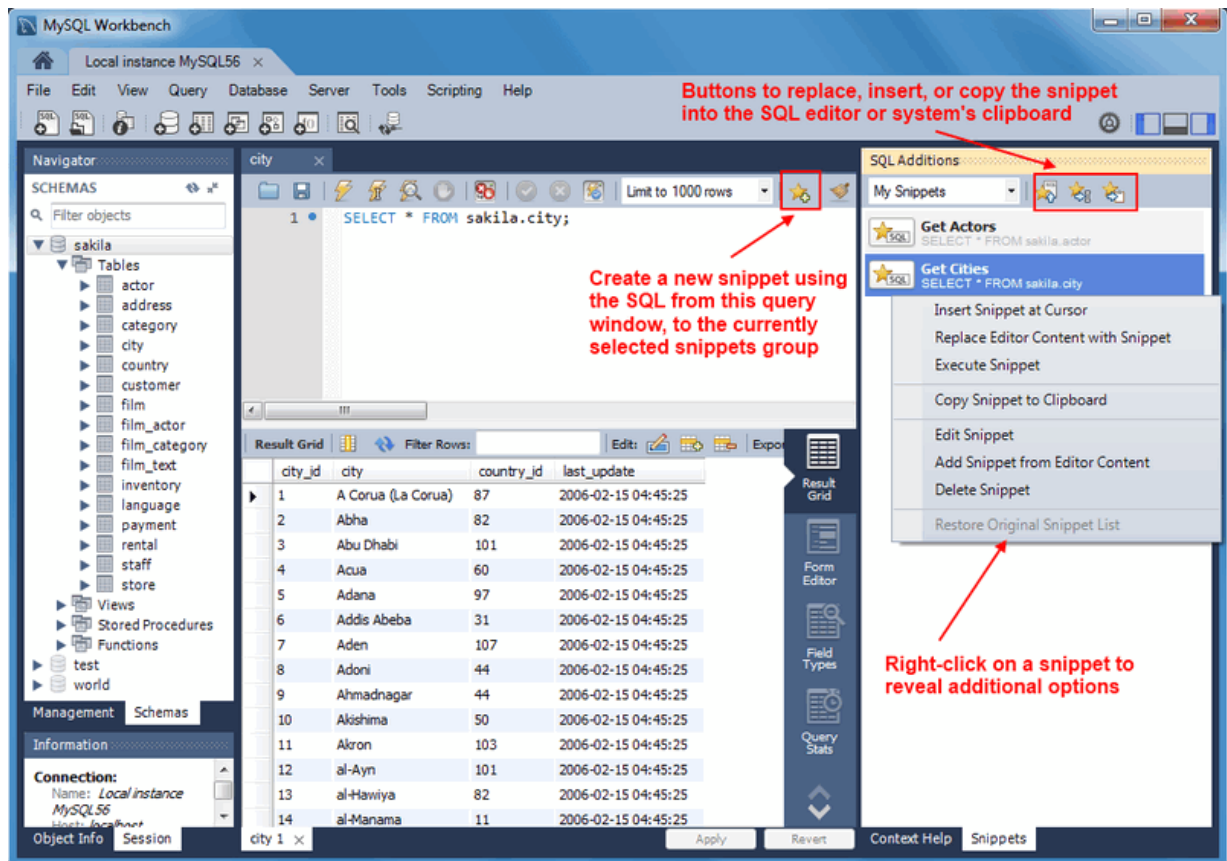 MySQL Workbench
Local instance MySQL56
File Edit View Query Database Server Tools Scripting Help
Buttons to replace, insert, or copy the snippet
into the SQL editor or system's clipboard
Navigator
SCHEMAS
Filter objects
sakila
Tables
actor
address
category
city
country
customer
film
film_actor
film_category
film_text
inventory
language
payment
rental
staff
store
Views
Stored Procedures
Functions
test
world
Management Schemas
Information
Connection:
Name: Local instance
MySQL56
Host: localhost
Object Info Session
city
Limit to 1000 rows
1 SELECT * FROM sakila.city;
Create a new snippet using
the SQL from this query
window, to the currently
selected snippets group
Result Grid Filter Rows: Edit: Expor
city_id city country_id last_update
1 A Corua (La Corua) 87 2006-02-15 04:45:25
2 Abha 82 2006-02-15 04:45:25
3 Abu Dhabi 101 2006-02-15 04:45:25
4 Acua 60 2006-02-15 04:45:25
5 Adana 97 2006-02-15 04:45:25
6 Addis Abeba 31 2006-02-15 04:45:25
7 Aden 107 2006-02-15 04:45:25
8 Adoni 44 2006-02-15 04:45:25
9 Ahmadnagar 44 2006-02-15 04:45:25
10 Akishima 50 2006-02-15 04:45:25
11 Akron 103 2006-02-15 04:45:25
12 al-Ayn 101 2006-02-15 04:45:25
13 al-Hawiya 82 2006-02-15 04:45:25
14 al-Manama 11 2006-02-15 04:45:25
city 1
Apply Revert
Result
Grid
Form
Editor
Field
Types
Query
Stats
SQL Additions
My Snippets
SQL Get Actors
SELECT * FROM sakila.actor
SQL Get Cities
SELECT * FROM sakila.city
Insert Snippet at Cursor
Replace Editor Content with Snippet
Execute Snippet
Copy Snippet to Clipboard
Edit Snippet
Add Snippet from Editor Content
Delete Snippet
Restore Original Snippet List
Right-click on a snippet to
reveal additional options
Context Help Snippets